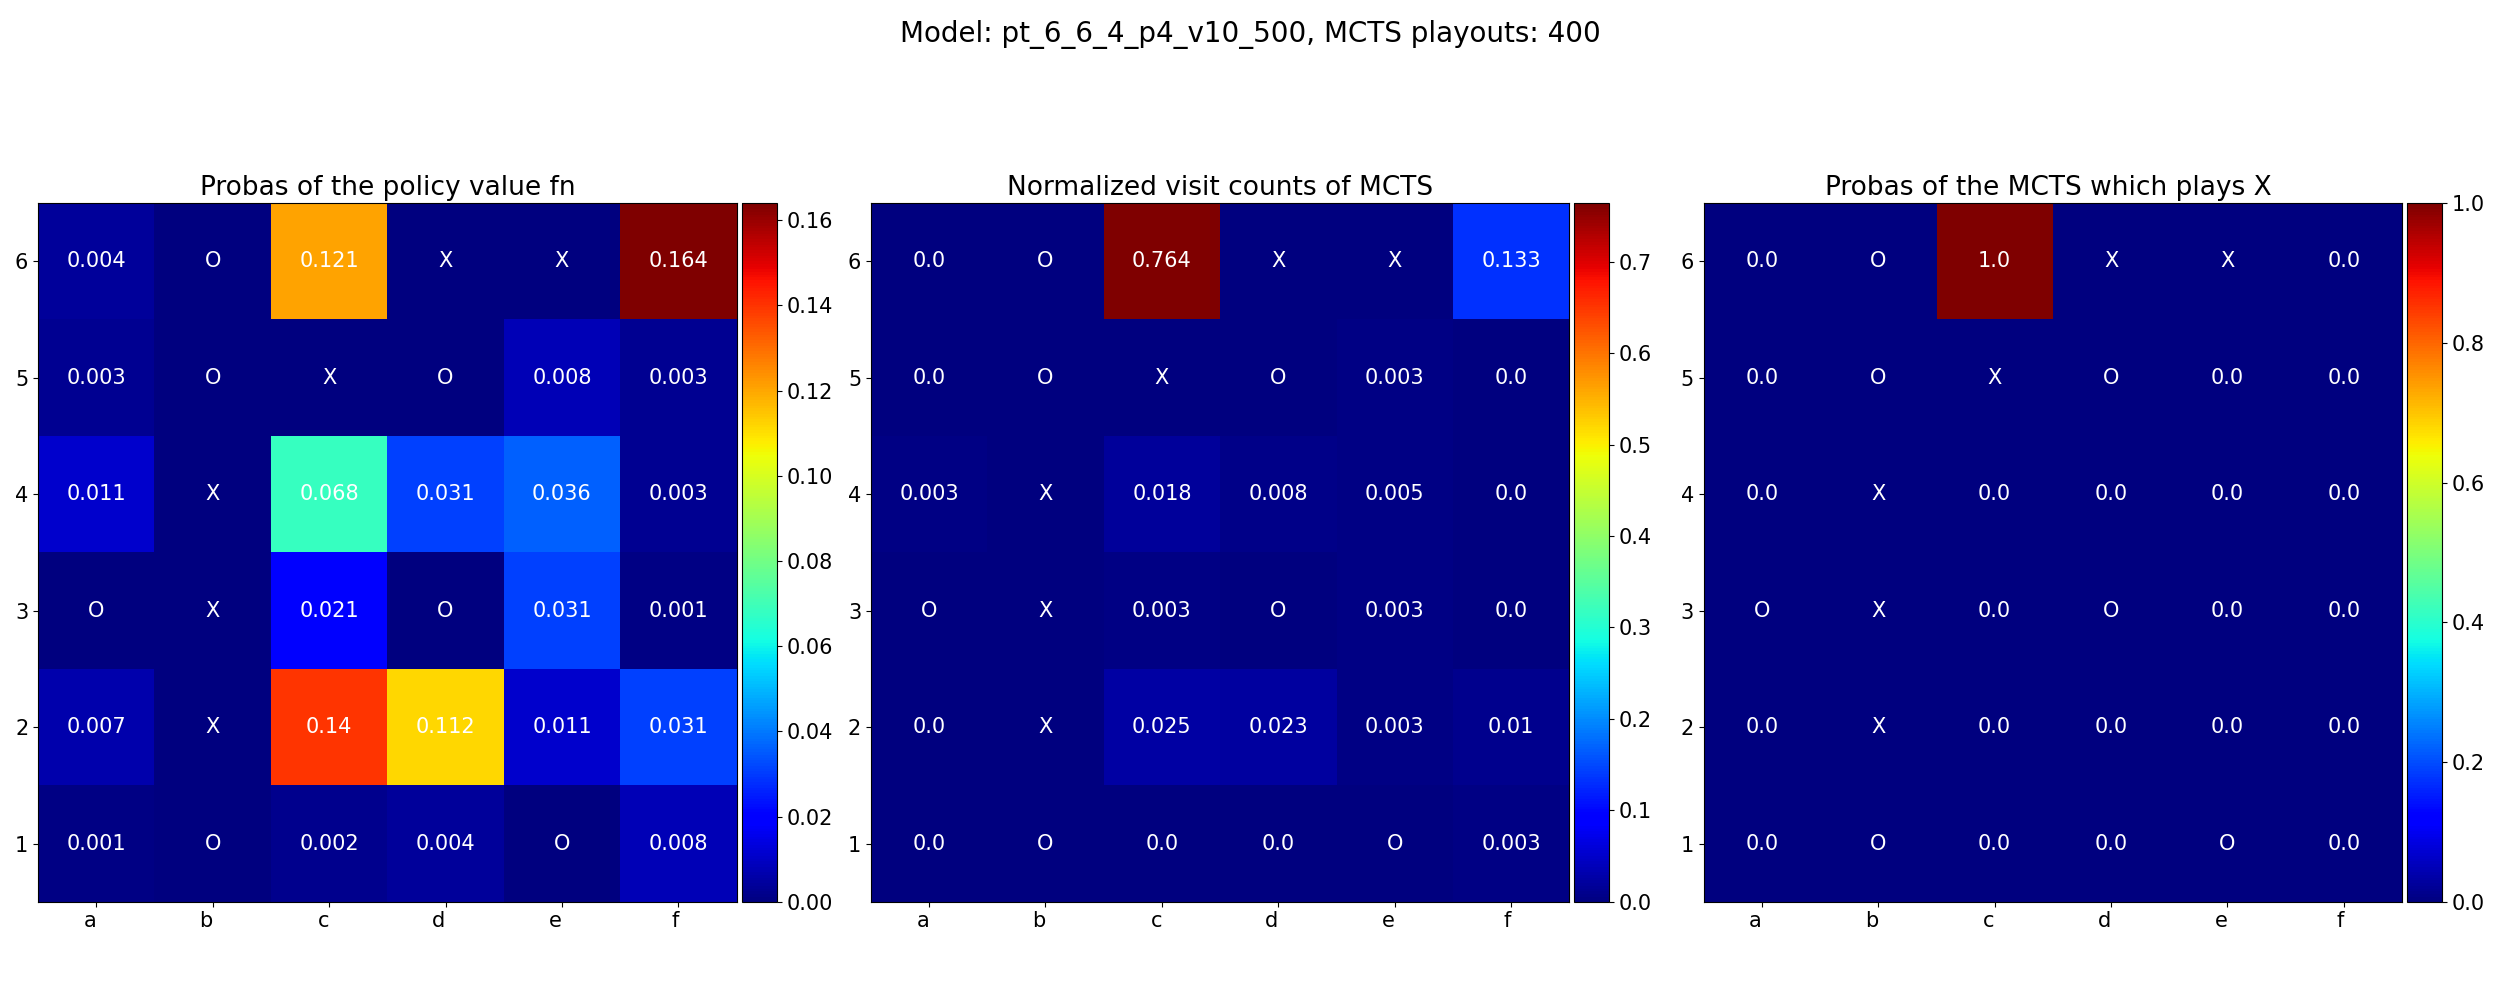 Model: pt_6_6_4_p4_v10_500, MCTS playouts: 400
Probas of the policy value fn
6 0.004 O 0.121 X X 0.164
5 0.003 O X O 0.008 0.003
4 0.011 X 0.068 0.031 0.036 0.003
3 O X 0.021 O 0.031 0.001
2 0.007 X 0.14 0.112 0.011 0.031
1 0.001 O 0.002 0.004 O 0.008
a b c d e f
0.16
0.14
0.12
0.10
0.08
0.06
0.04
0.02
0.00
Normalized visit counts of MCTS
6 0.0 O 0.764 X X 0.133
5 0.0 O X O 0.003 0.0
4 0.003 X 0.018 0.008 0.005 0.0
3 O X 0.003 O 0.003 0.0
2 0.0 X 0.025 0.023 0.003 0.01
1 0.0 O 0.0 0.0 O 0.003
a b c d e f
0.7
0.6
0.5
0.4
0.3
0.2
0.1
0.0
Probas of the MCTS which plays X
6 0.0 O 1.0 X X 0.0
5 0.0 O X O 0.0 0.0
4 0.0 X 0.0 0.0 0.0 0.0
3 O X 0.0 O 0.0 0.0
2 0.0 X 0.0 0.0 0.0 0.0
1 0.0 O 0.0 0.0 O 0.0
a b c d e f
1.0
0.8
0.6
0.4
0.2
0.0